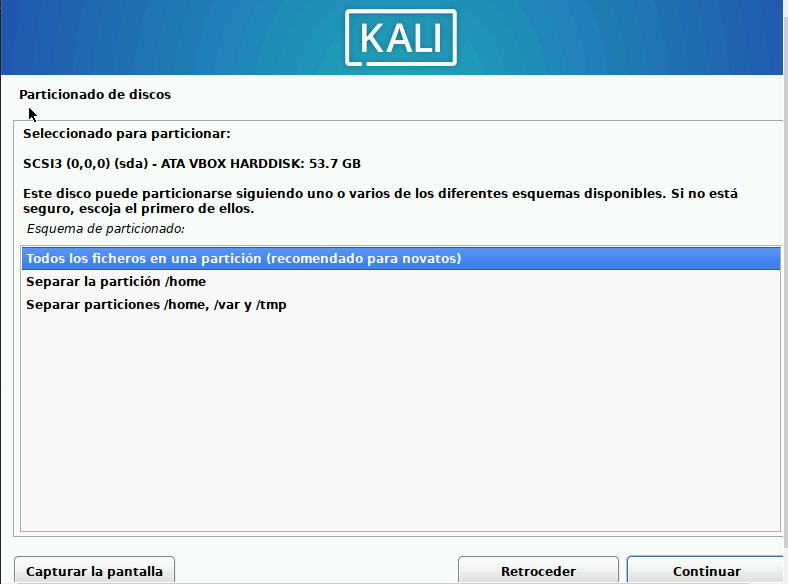 KALI
Particionado de discos
Seleccionado para particionar:
SCSI3 (0,0,0) (sda) - ATA VBOX HARDDISK: 53.7 GB
Este disco puede particionarse siguiendo uno o varios de los diferentes esquemas disponibles. Si no está
seguro, escoja el primero de ellos.
Esquema de particionado:
Todos los ficheros en una partición (recomendado para novatos)
Separar la partición /home
Separar particiones /home, /var y /tmp
Capturar la pantalla
Retroceder
Continuar